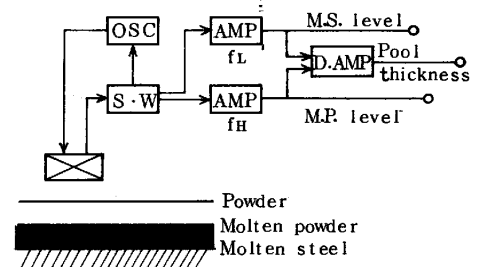 M.S. level
OSC
AMP
fL
D.AMP
Pool
thickness
S·W
AMP
fH
M.P. level
Powder
Molten powder
Molten steel